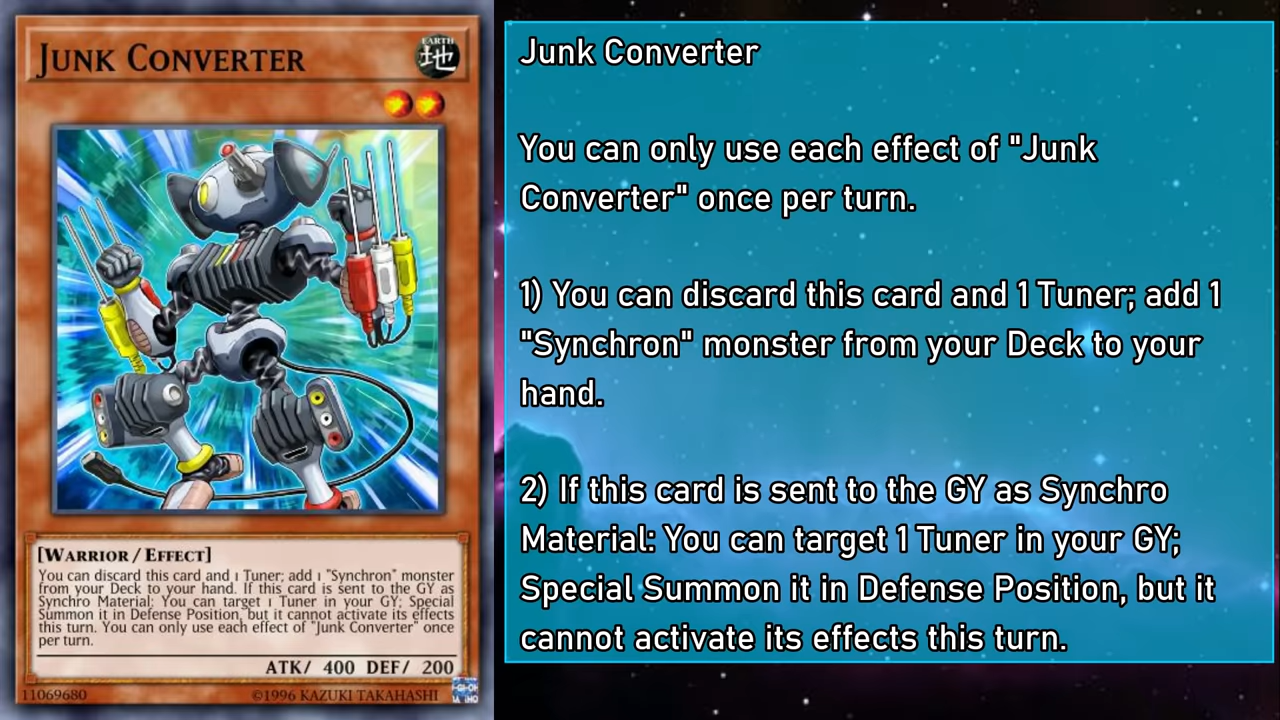 JUNK CONVERTER
EARTH
地
[WARRIOR / EFFECT]
You can discard this card and 1 Tuner; add 1 "Synchron" monster
from your Deck to your hand. If this card is sent to the GY as
Synchro Material: You can target 1 Tuner in your GY; Special
Summon it in Defense Position, but it cannot activate its effects
this turn. You can only use each effect of "Junk Converter" once
per turn.
ATK/ 400 DEF/ 200
11069680
©1996 KAZUKI TAKAHASHI
Junk Converter
You can only use each effect of "Junk
Converter" once per turn.
1) You can discard this card and 1 Tuner; add 1
"Synchron" monster from your Deck to your
hand.
2) If this card is sent to the GY as Synchro
Material: You can target 1 Tuner in your GY;
Special Summon it in Defense Position, but it
cannot activate its effects this turn.